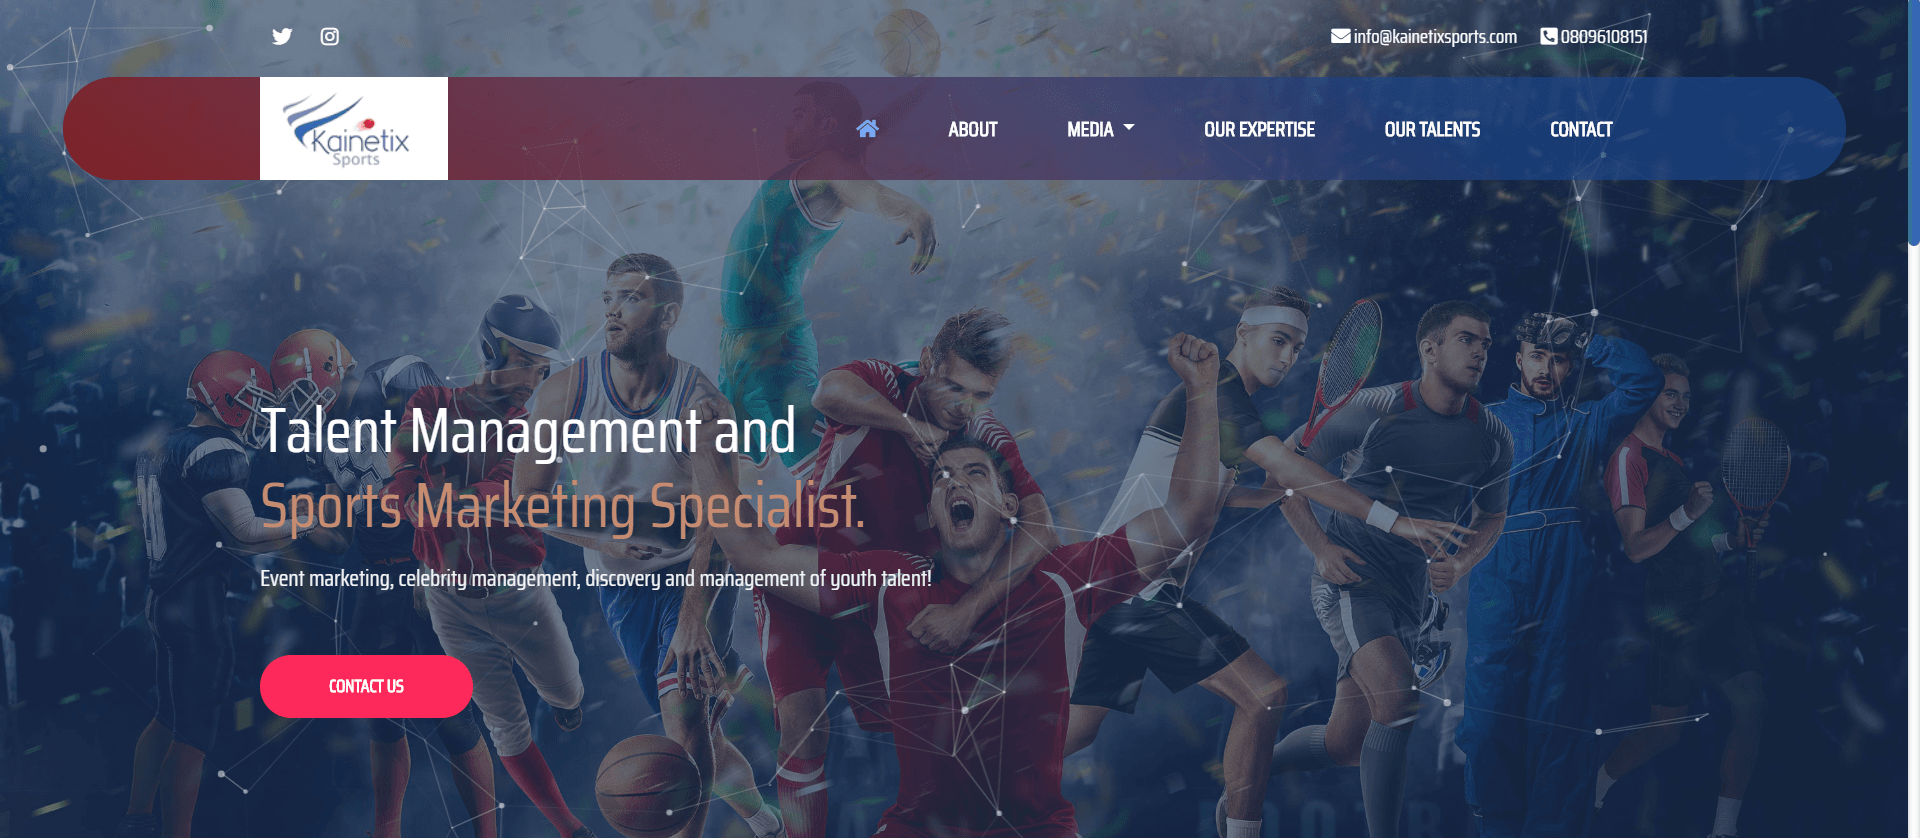 info@kainetixsports.com 08096108151
Kainetix
Sports
ABOUT MEDIA OUR EXPERTISE OUR TALENTS CONTACT
Talent Management and
Sports Marketing Specialist.
Event marketing, celebrity management, discovery and management of youth talent!
CONTACT US